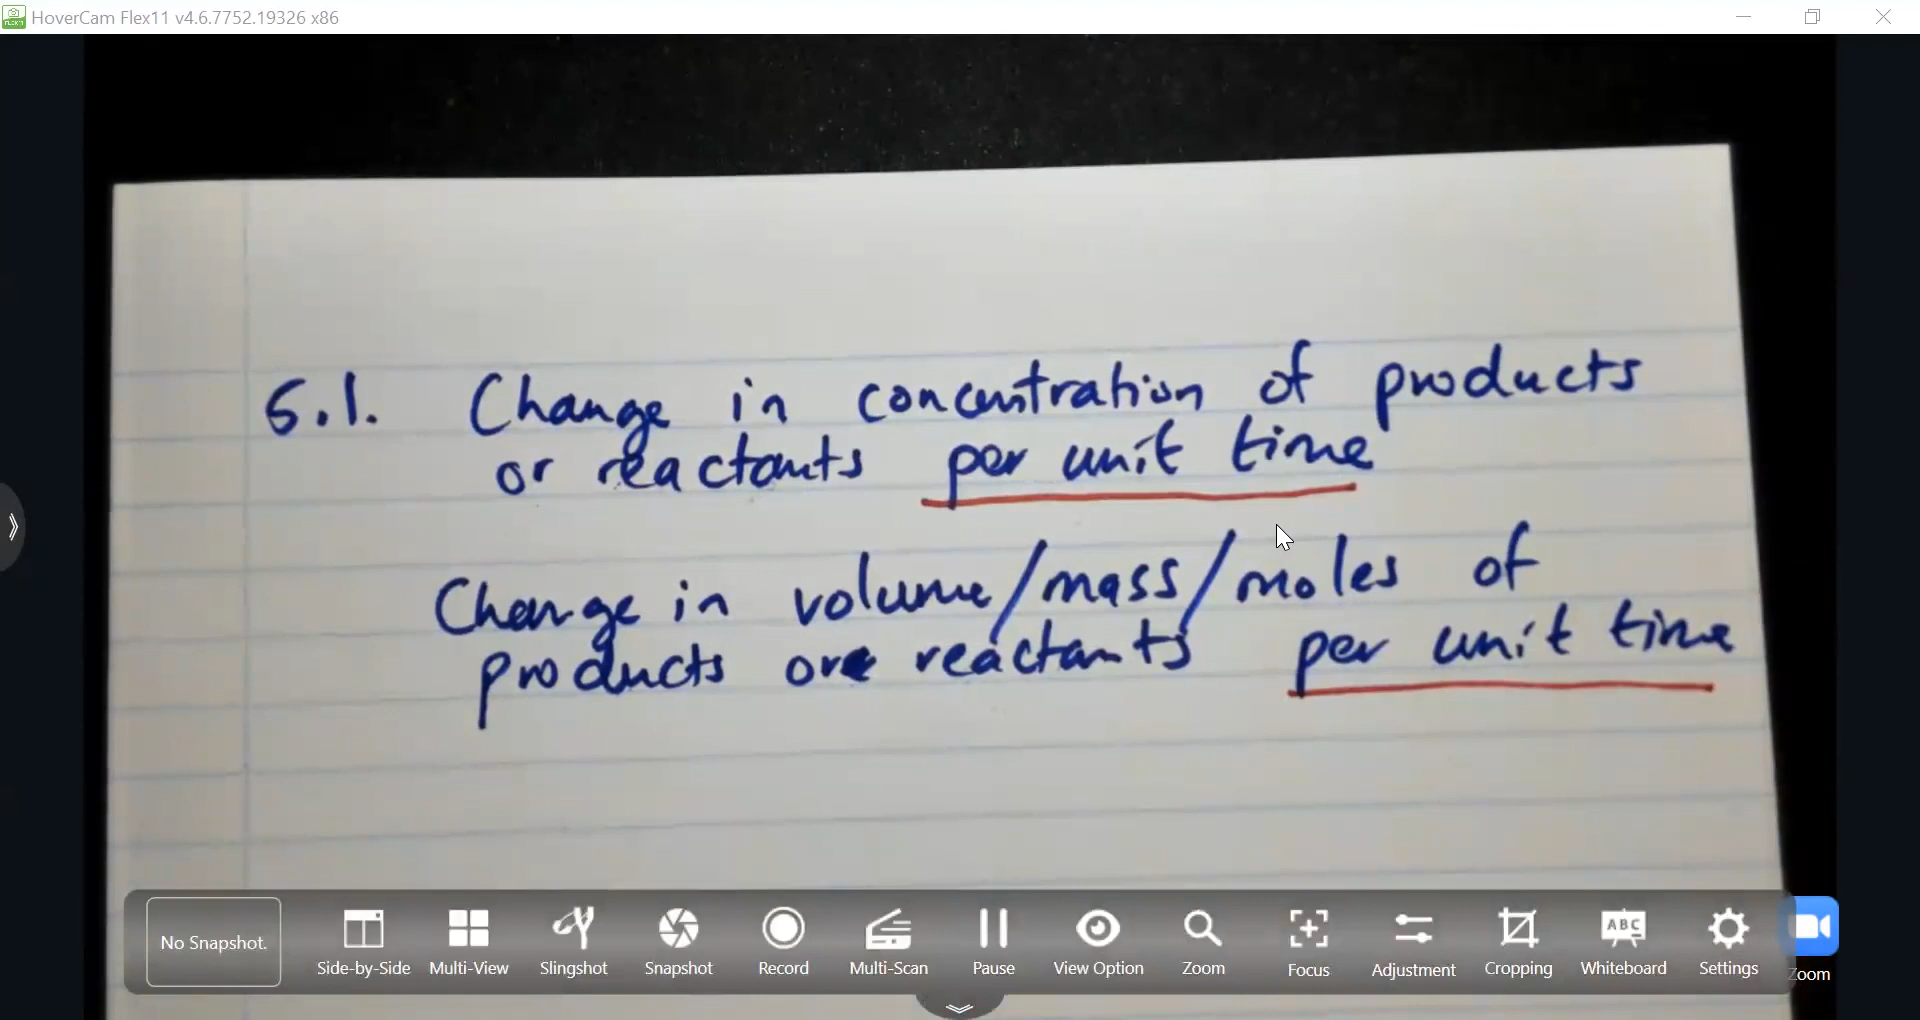 HoverCam Flex11 v4.6.7752.19326 x86
5.1. Change in concentration of products
or reactants per unit time
Change in volume/mass/moles of
products or reactants per unit time
No Snapshot.
Side-by-Side Multi-View Slingshot Snapshot Record Multi-Scan Pause View Option Zoom Focus Adjustment Cropping Whiteboard Settings Zoom
ABC